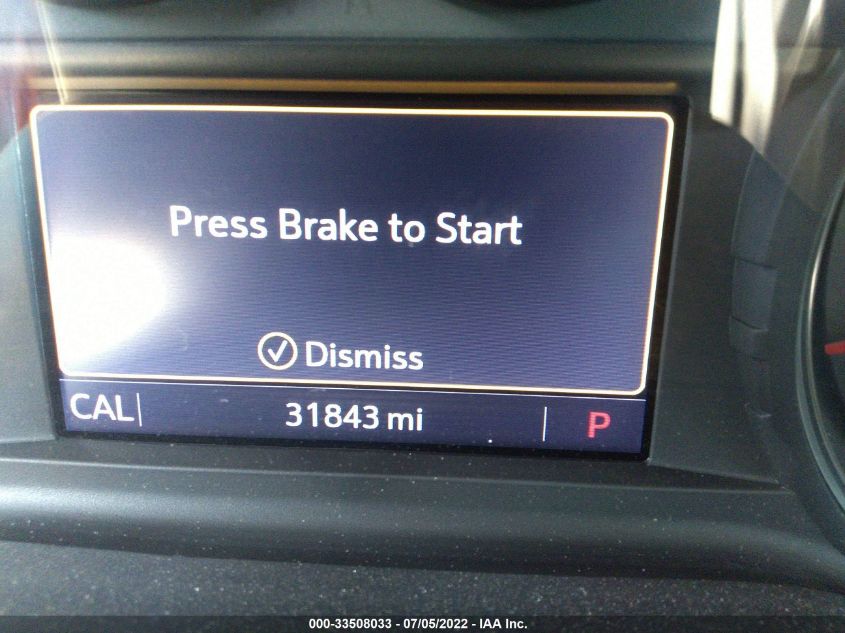 Press Brake to Start
Dismiss
CAL 31843 mi P
000-33508033 - 07/05/2022 - IAA Inc.